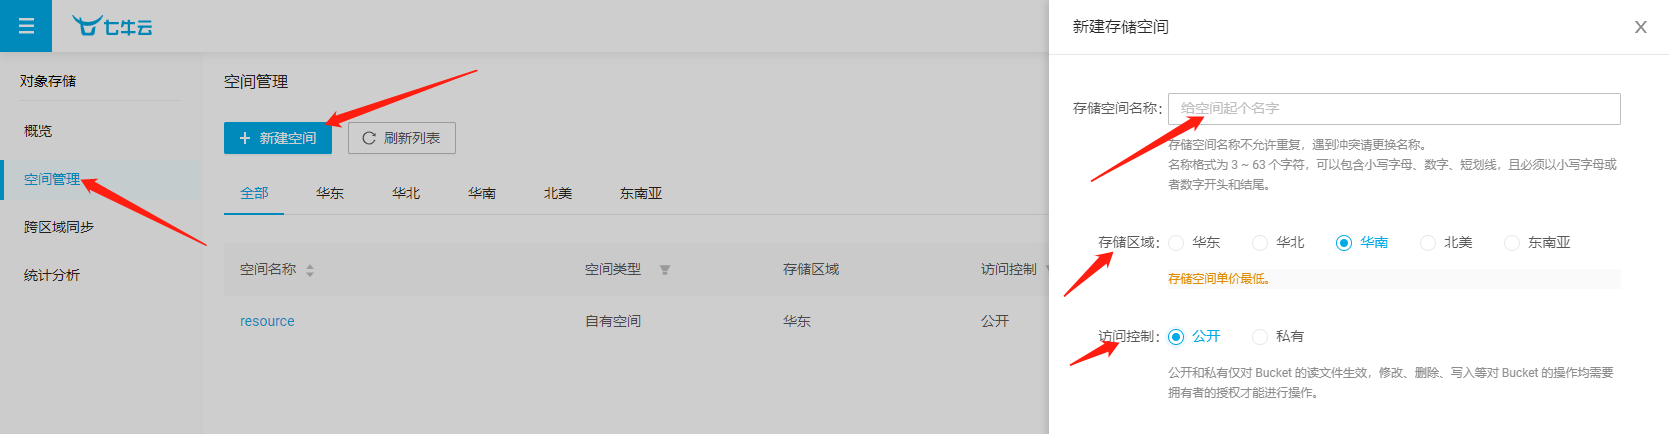 七牛云
对象存储
概览
空间管理
跨区域同步
统计分析
空间管理
+ 新建空间
刷新列表
全部 华东 华北 华南 北美 东南亚
空间名称 空间类型 存储区域 访问控制
resource 自有空间 华东 公开
新建存储空间
X
存储空间名称: 给空间起个名字
存储空间名称不允许重复，遇到冲突请更换名称。
名称格式为 3 ~ 63 个字符，可以包含小写字母、数字、短划线，且必须以小写字母或
者数字开头和结尾。
存储区域: 华东 华北 华南 北美 东南亚
存储空间单价最低。
访问控制: 公开 私有
公开和私有仅对 Bucket 的读文件生效，修改、删除、写入等对 Bucket 的操作均需要
拥有者的授权才能进行操作。